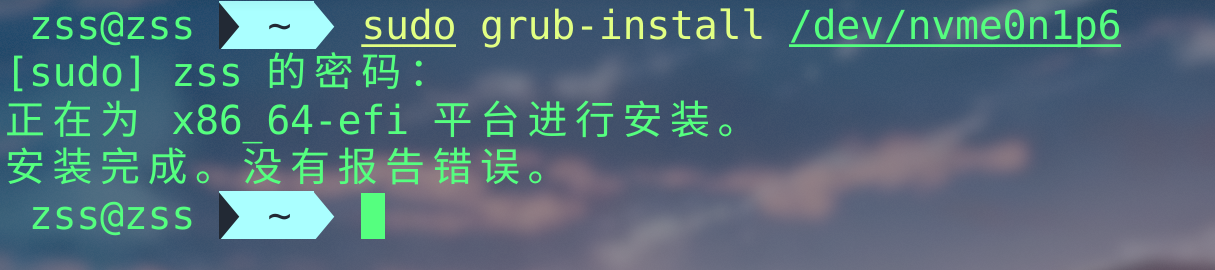 zss@zss ~ sudo grub-install /dev/nvme0n1p6
[sudo] zss 的密码：
正在为 x86_64-efi 平台进行安装。
安装完成。没有报告错误。
zss@zss ~